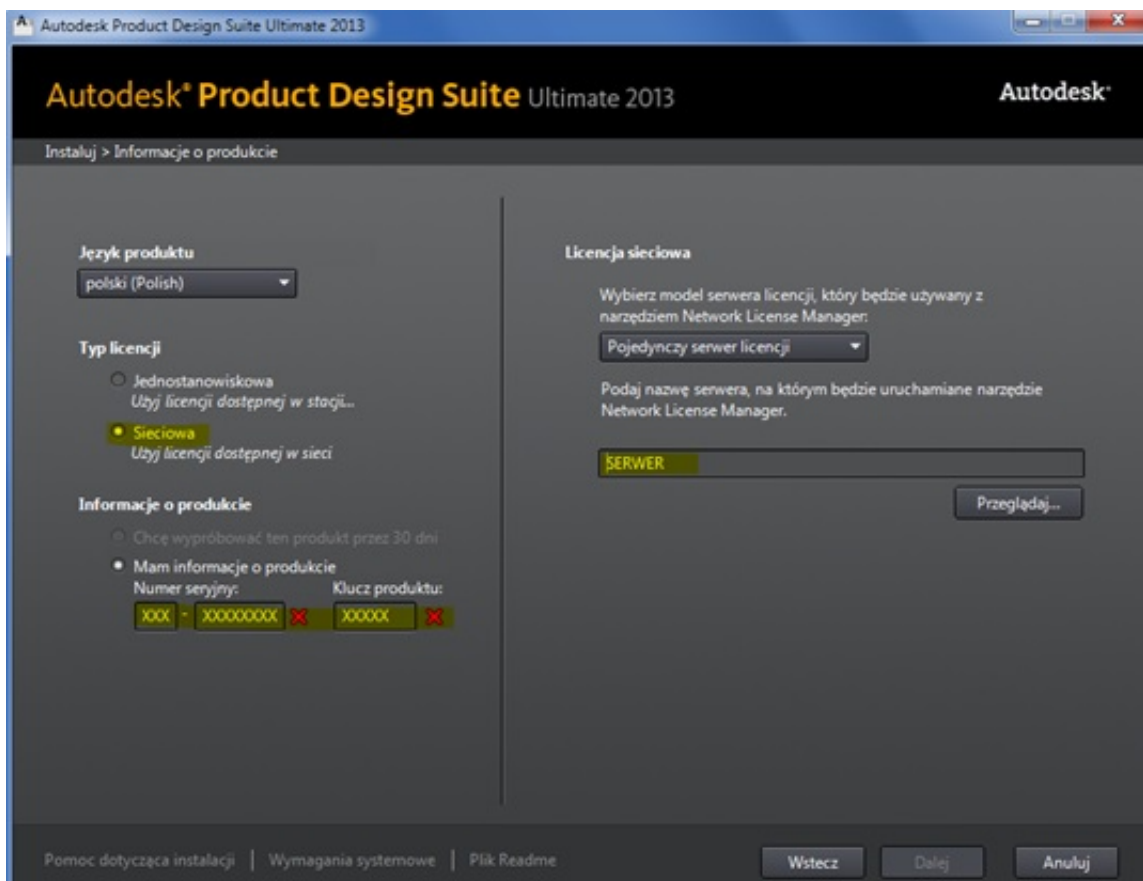 Autodesk Product Design Suite Ultimate 2013
Autodesk® Product Design Suite Ultimate 2013
Autodesk®
Instaluj > Informacje o produkcie
Język produktu
polski (Polish)
Typ licencji
Jednostanowiskowa
Użyj licencji dostępnej w stacji...
Sieciowa
Użyj licencji dostępnej w sieci
Informacje o produkcie
Chcę wypróbować ten produkt przez 30 dni
Mam informacje o produkcie
Numer seryjny: Klucz produktu:
XXX - XXXXXXXX XXXXX
Licencja sieciowa
Wybierz model serwera licencji, który będzie używany z
narzędziem Network License Manager:
Pojedynczy serwer licencji
Podaj nazwę serwera, na którym będzie uruchamiane narzędzie
Network License Manager.
SERWER
Przeglądaj...
Pomoc dotycząca instalacji | Wymagania systemowe | Plik Readme
Wstecz Dalej Anuluj